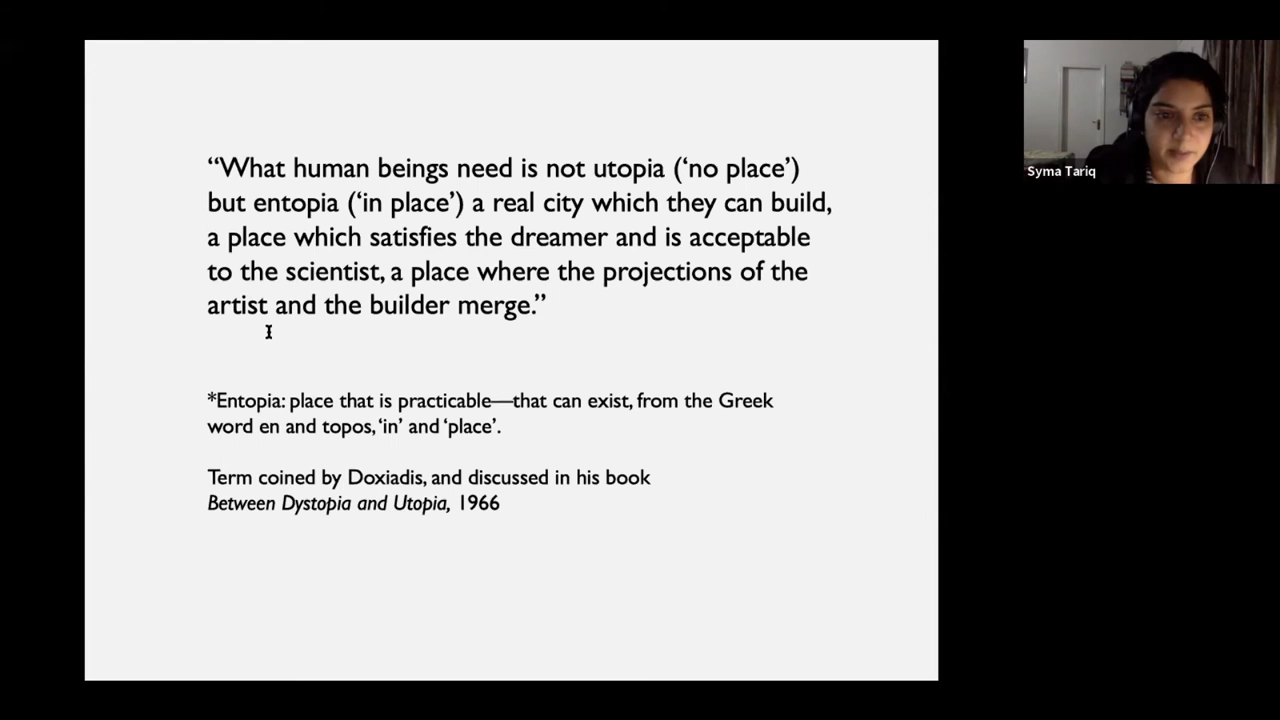 “What human beings need is not utopia (‘no place’)
but entopia (‘in place’) a real city which they can build,
a place which satisfies the dreamer and is acceptable
to the scientist, a place where the projections of the
artist and the builder merge.”
*Entopia: place that is practicable—that can exist, from the Greek
word en and topos, ‘in’ and ‘place’.
Term coined by Doxiadis, and discussed in his book
Between Dystopia and Utopia, 1966
Syma Tariq